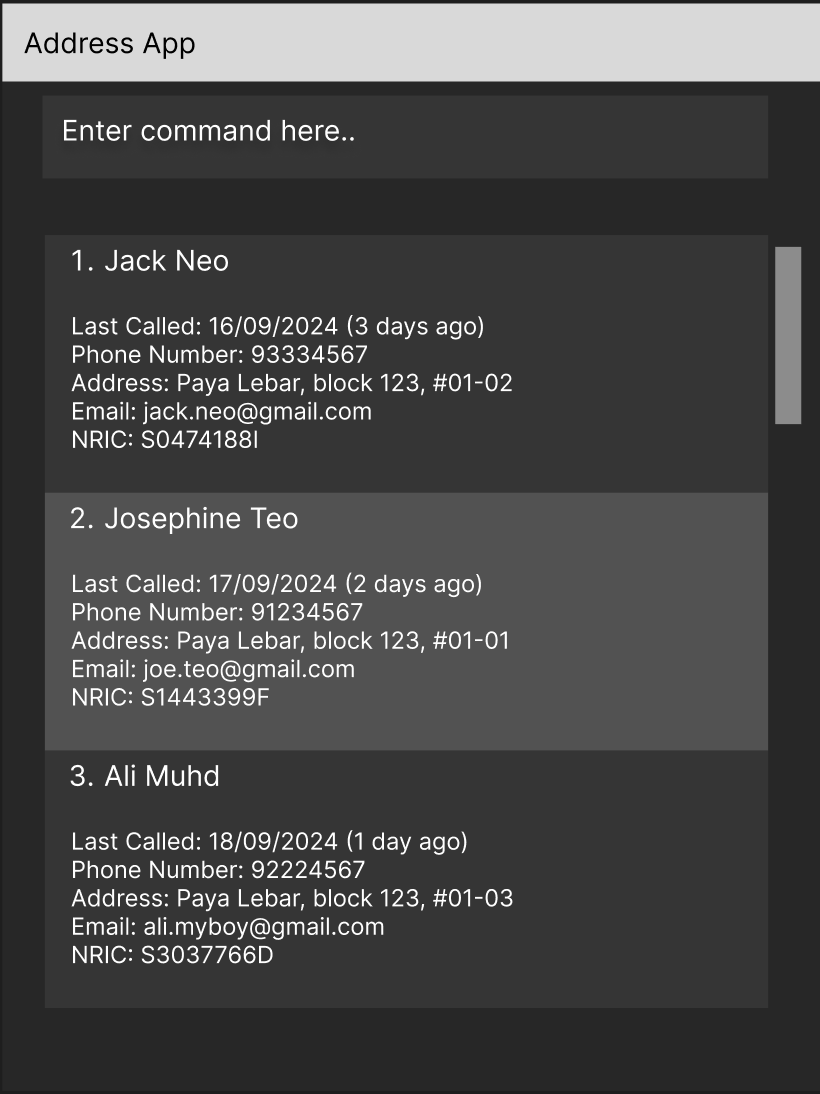 Address App
Enter command here..
1. Jack Neo
Last Called: 16/09/2024 (3 days ago)
Phone Number: 93334567
Address: Paya Lebar, block 123, #01-02
Email: jack.neo@gmail.com
NRIC: S0474188I
2. Josephine Teo
Last Called: 17/09/2024 (2 days ago)
Phone Number: 91234567
Address: Paya Lebar, block 123, #01-01
Email: joe.teo@gmail.com
NRIC: S1443399F
3. Ali Muhd
Last Called: 18/09/2024 (1 day ago)
Phone Number: 92224567
Address: Paya Lebar, block 123, #01-03
Email: ali.myboy@gmail.com
NRIC: S3037766D